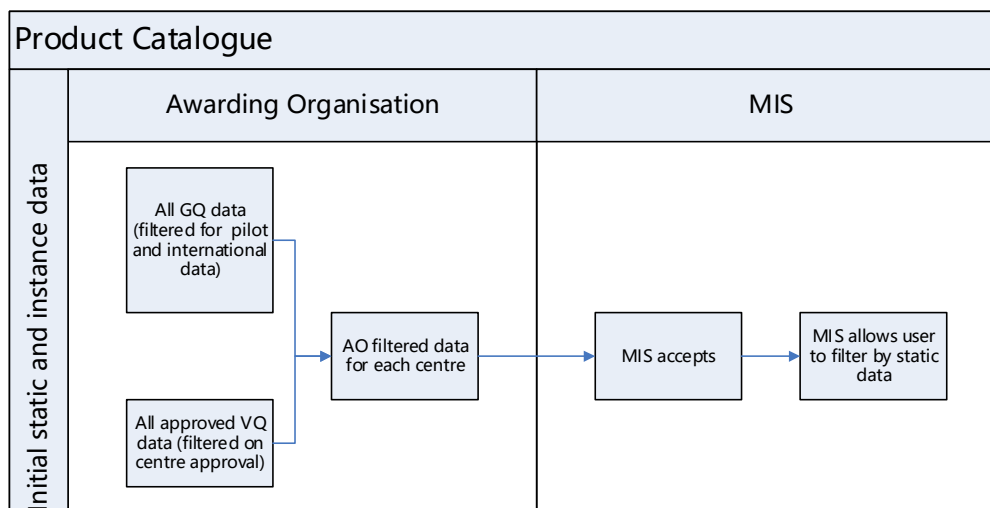 Product Catalogue
Awarding Organisation
MIS
Initial static and instance data
All GQ data
(filtered for pilot
and international
data)
AO filtered data
for each centre
MIS accepts
MIS allows user
to filter by static
data
All approved VQ
data (filtered on
centre approval)